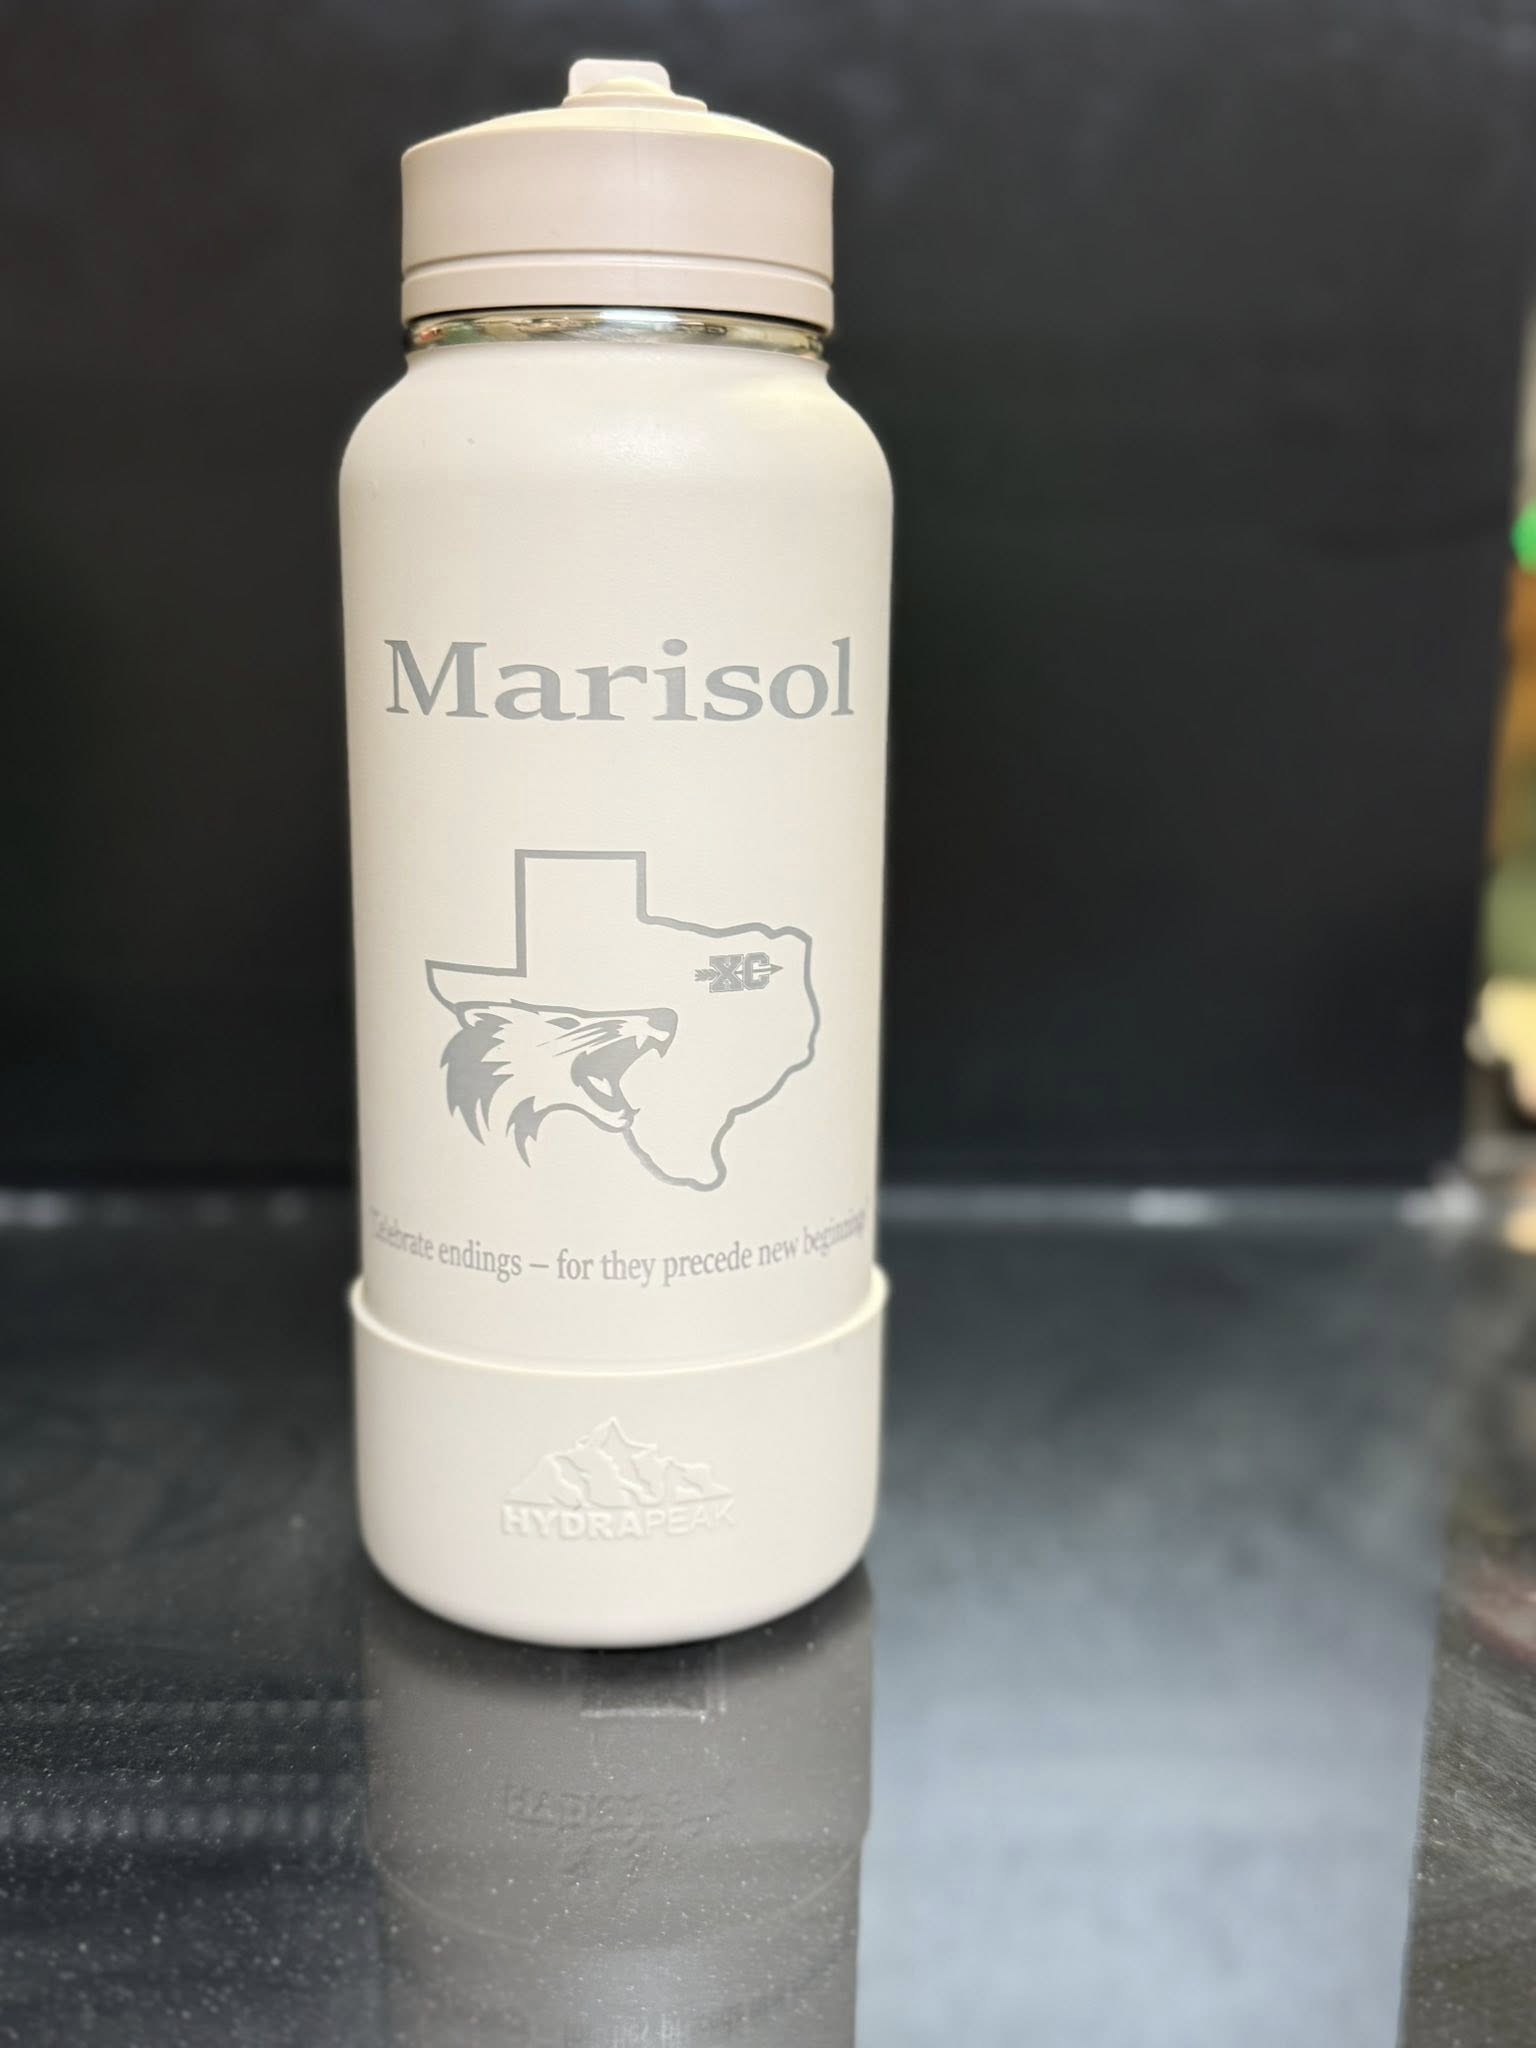 Marisol
XC
Celebrate endings – for they precede new beginnings
HYDRAPEAK